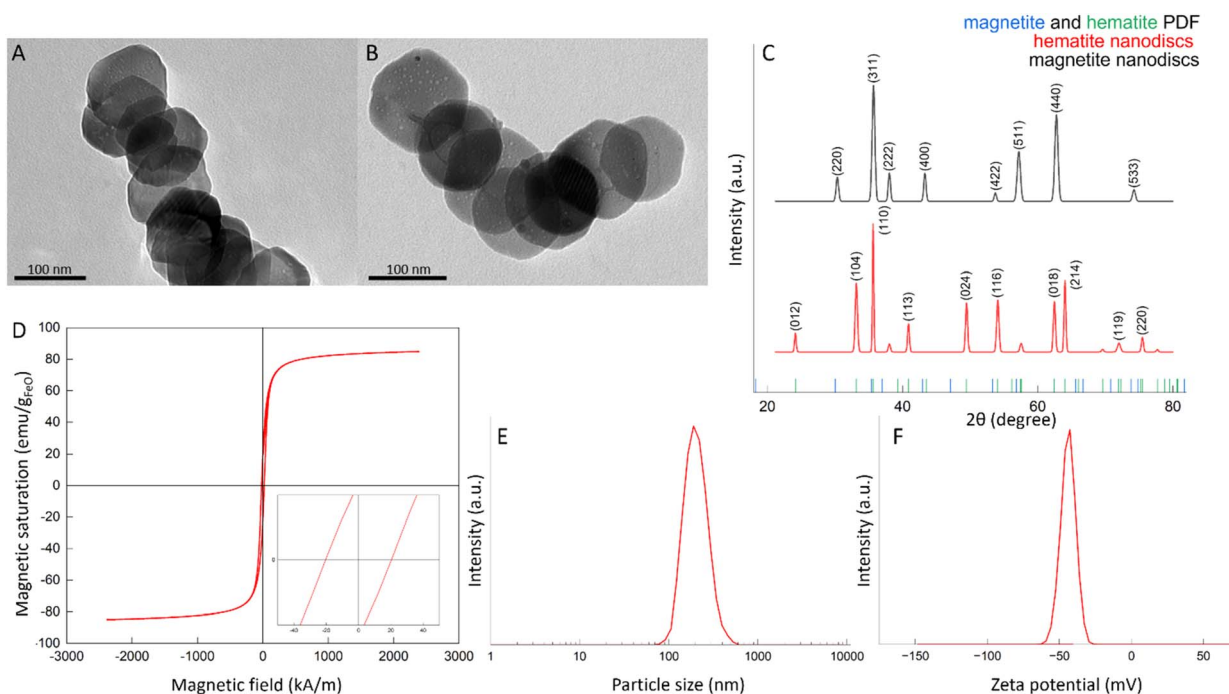 A
100 nm
B
100 nm
magnetite and hematite PDF
hematite nanodiscs
magnetite nanodiscs
C
Intensity (a.u.)
(220)
(311)
(222)
(400)
(422)
(511)
(440)
(533)
(012)
(104)
(110)
(113)
(024)
(116)
(018)
(214)
(119)
(220)
20 40 60 80
2θ (degree)
D
Magnetic saturation (emu/gFeO)
100
80
60
40
20
0
-20
-40
-60
-80
-100
-40 -20 0 20 40
-3000 -2000 -1000 0 1000 2000 3000
Magnetic field (kA/m)
E
Intensity (a.u.)
1 10 100 1000 10000
Particle size (nm)
F
Intensity (a.u.)
−150 −100 −50 0 50
Zeta potential (mV)